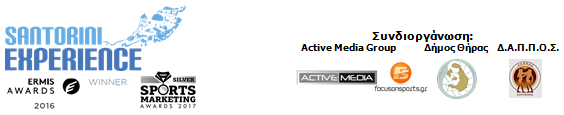 SANTORINI
EXPERIENCE
ERMIS
AWARDS
2016
WINNER
SILVER
SPORTS
MARKETING
AWARDS 2017
Συνδιοργάνωση:
Active Media Group Δήμος Θήρας Δ.Α.Π.Π.Ο.Σ.
ACTIVE MEDIA
focusonsports.gr